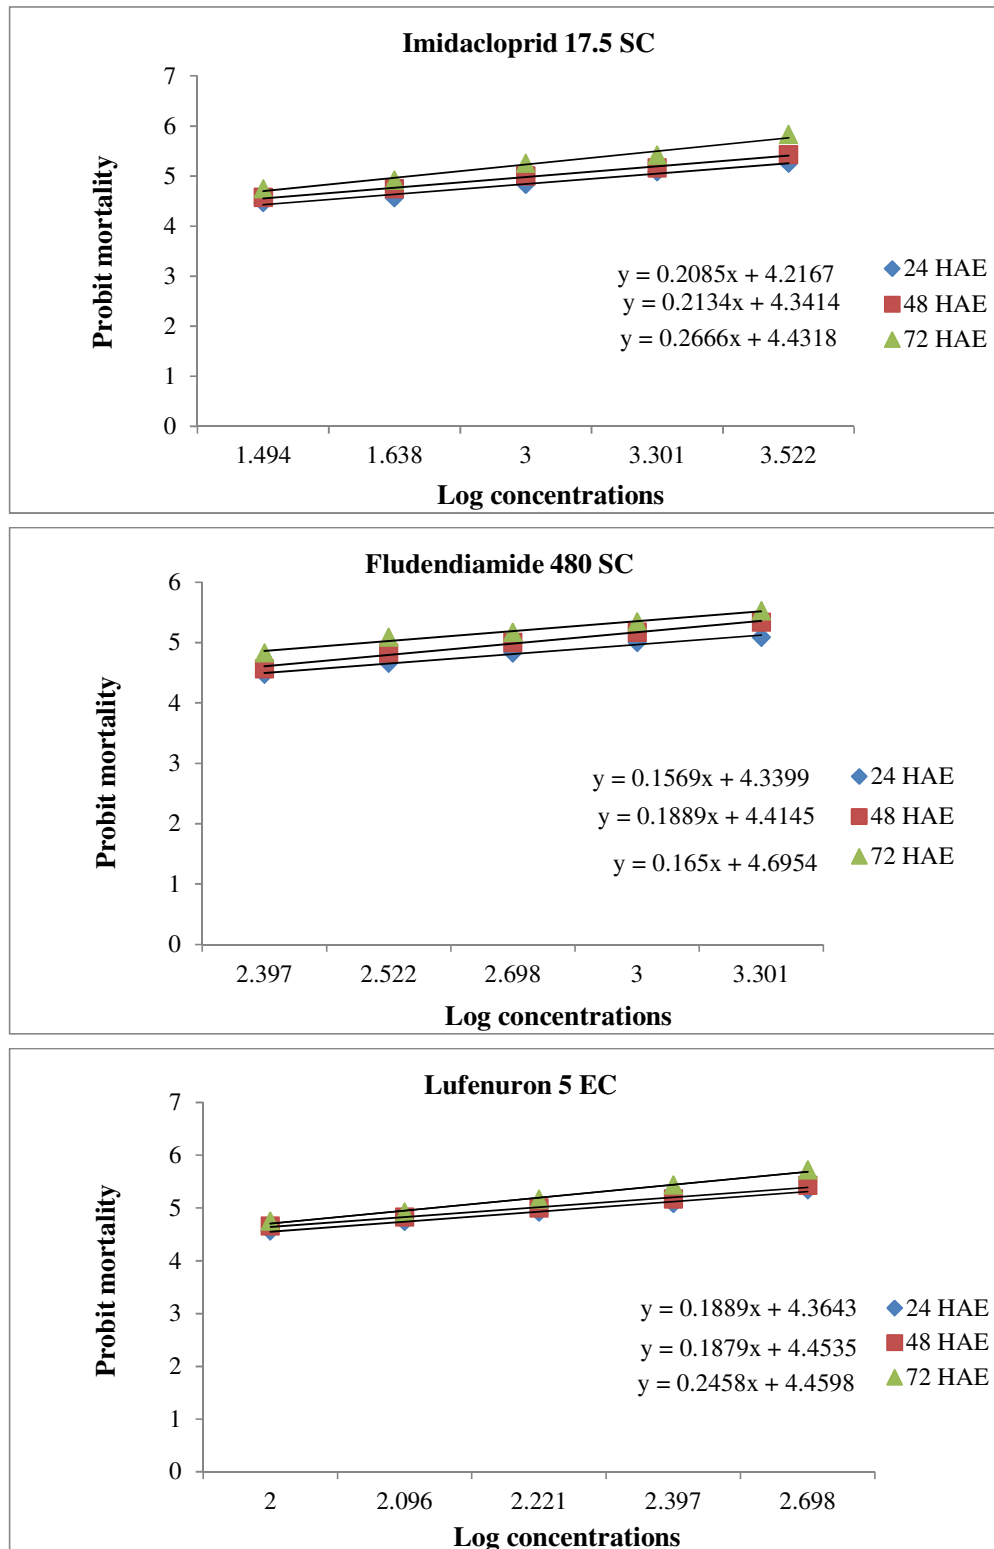 Imidacloprid 17.5 SC
7
6
5
4
3
2
1
0
Probit mortality
y = 0.2085x + 4.2167
y = 0.2134x + 4.3414
y = 0.2666x + 4.4318
24 HAE
48 HAE
72 HAE
1.494 1.638 3 3.301 3.522
Log concentrations
Fludendiamide 480 SC
6
5
4
3
2
1
0
Probit mortality
y = 0.1569x + 4.3399
y = 0.1889x + 4.4145
y = 0.165x + 4.6954
24 HAE
48 HAE
72 HAE
2.397 2.522 2.698 3 3.301
Log concentrations
Lufenuron 5 EC
7
6
5
4
3
2
1
0
Probit mortality
y = 0.1889x + 4.3643
y = 0.1879x + 4.4535
y = 0.2458x + 4.4598
24 HAE
48 HAE
72 HAE
2 2.096 2.221 2.397 2.698
Log concentrations